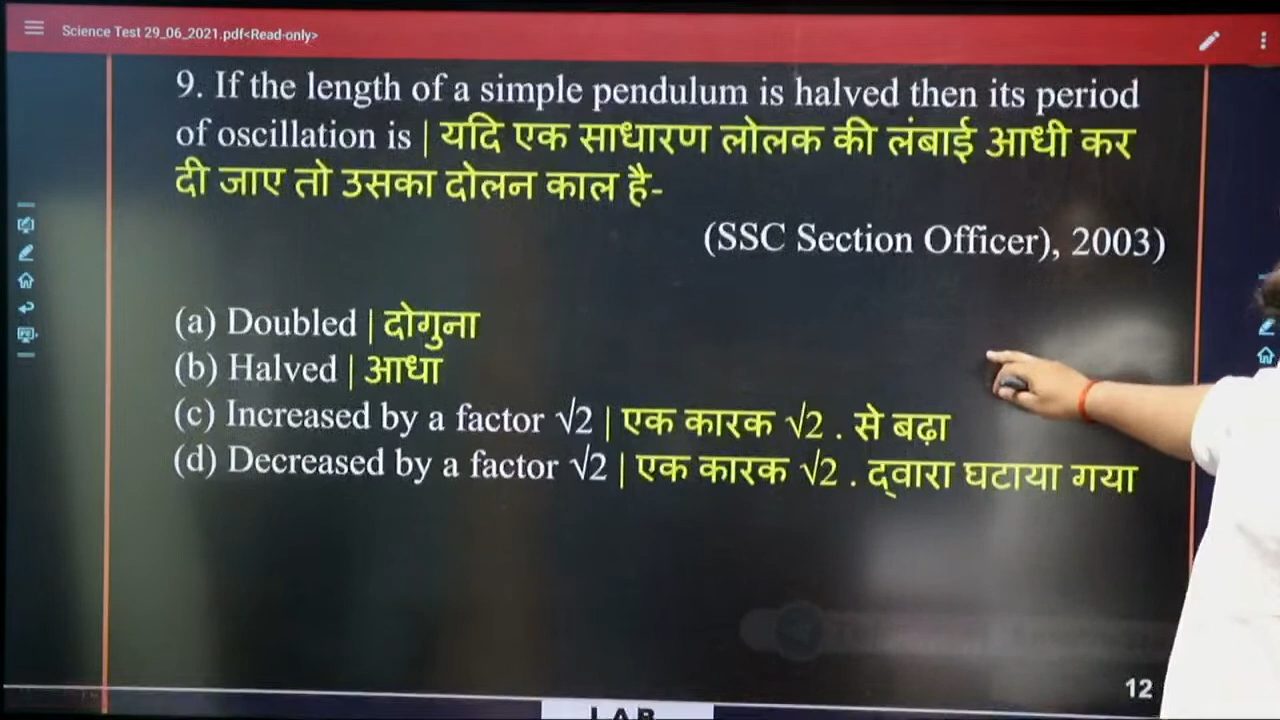 Science Test 29_06_2021.pdf<Read-only>
9. If the length of a simple pendulum is halved then its period
of oscillation is | यदि एक साधारण लोलक की लंबाई आधी कर
दी जाए तो उसका दोलन काल है-
(SSC Section Officer), 2003)
(a) Doubled | दोगुना
(b) Halved | आधा
(c) Increased by a factor √2 | एक कारक √2 . से बढ़ा
(d) Decreased by a factor √2 | एक कारक √2 . द्वारा घटाया गया
12
LAB